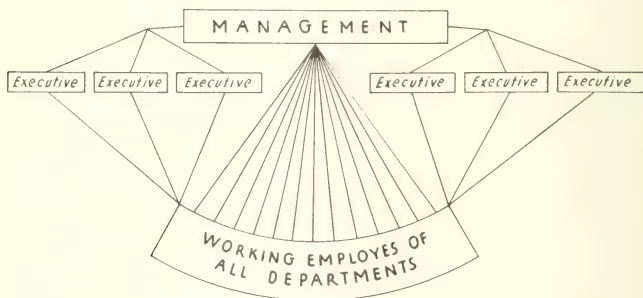 MANAGEMENT
Executive Executive Executive Executive Executive Executive
WORKING EMPLOYES OF
ALL DEPARTMENTS